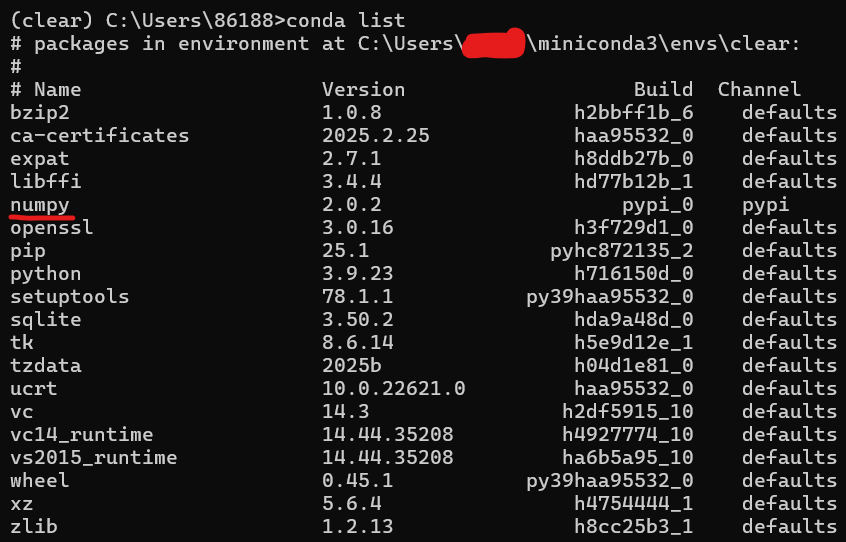 (clear) C:\Users\86188>conda list
# packages in environment at C:\Users\ \miniconda3\envs\clear:
#
# Name Version Build Channel
bzip2 1.0.8 h2bbff1b_6 defaults
ca-certificates 2025.2.25 haa95532_0 defaults
expat 2.7.1 h8ddb27b_0 defaults
libffi 3.4.4 hd77b12b_1 defaults
numpy 2.0.2 pypi_0 pypi
openssl 3.0.16 h3f729d1_0 defaults
pip 25.1 pyhc872135_2 defaults
python 3.9.23 h716150d_0 defaults
setuptools 78.1.1 py39haa95532_0 defaults
sqlite 3.50.2 hda9a48d_0 defaults
tk 8.6.14 h5e9d12e_1 defaults
tzdata 2025b h04d1e81_0 defaults
ucrt 10.0.22621.0 haa95532_0 defaults
vc 14.3 h2df5915_10 defaults
vc14_runtime 14.44.35208 h4927774_10 defaults
vs2015_runtime 14.44.35208 ha6b5a95_10 defaults
wheel 0.45.1 py39haa95532_0 defaults
xz 5.6.4 h4754444_1 defaults
zlib 1.2.13 h8cc25b3_1 defaults